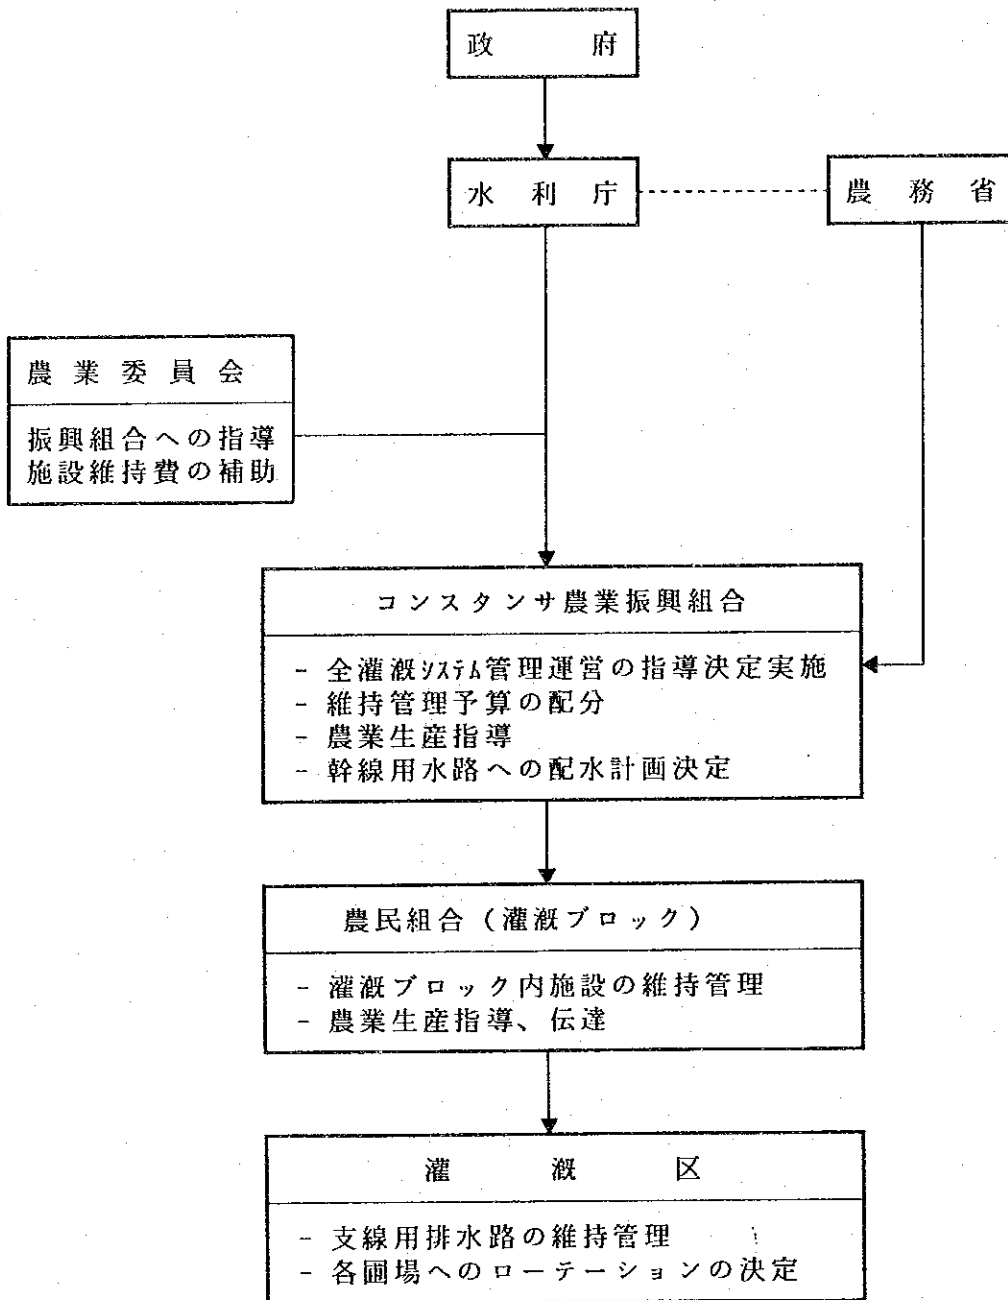 政府
水利庁
農務省
農業委員会
振興組合への指導
施設維持費の補助
コンスタンサ農業振興組合
- 全灌漑システム管理運営の指導決定実施
- 維持管理予算の配分
- 農業生産指導
- 幹線用水路への配水計画決定
農民組合(灌漑ブロック)
- 灌漑ブロック内施設の維持管理
- 農業生産指導、伝達
灌漑区
- 支線用排水路の維持管理
- 各圃場へのローテーションの決定